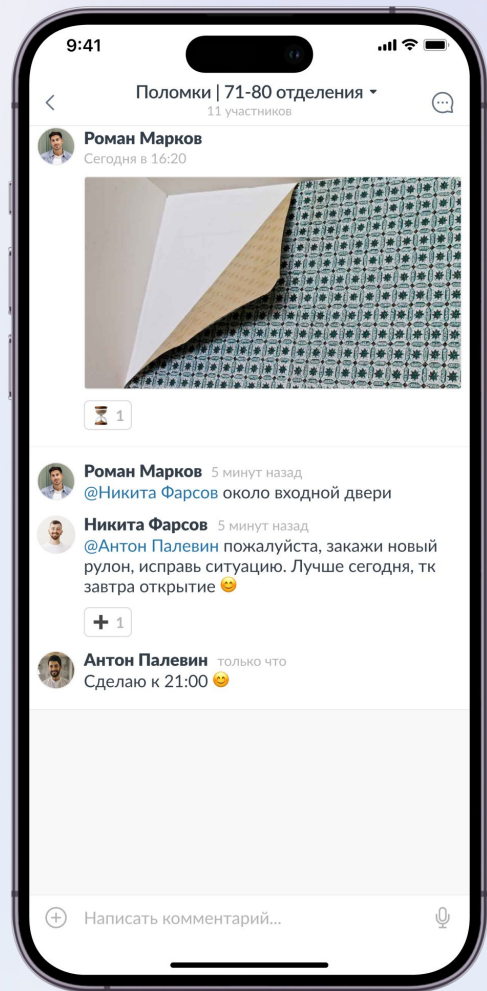 9:41
Поломки | 71-80 отделения
11 участников
Роман Марков
Сегодня в 16:20
1
Роман Марков 5 минут назад
@Никита Фарсов около входной двери
Никита Фарсов 5 минут назад
@Антон Палевин пожалуйста, закажи новый
рулон, исправь ситуацию. Лучше сегодня, тк
завтра открытие 😊
1
Антон Палевин только что
Сделаю к 21:00 😊
Написать комментарий...